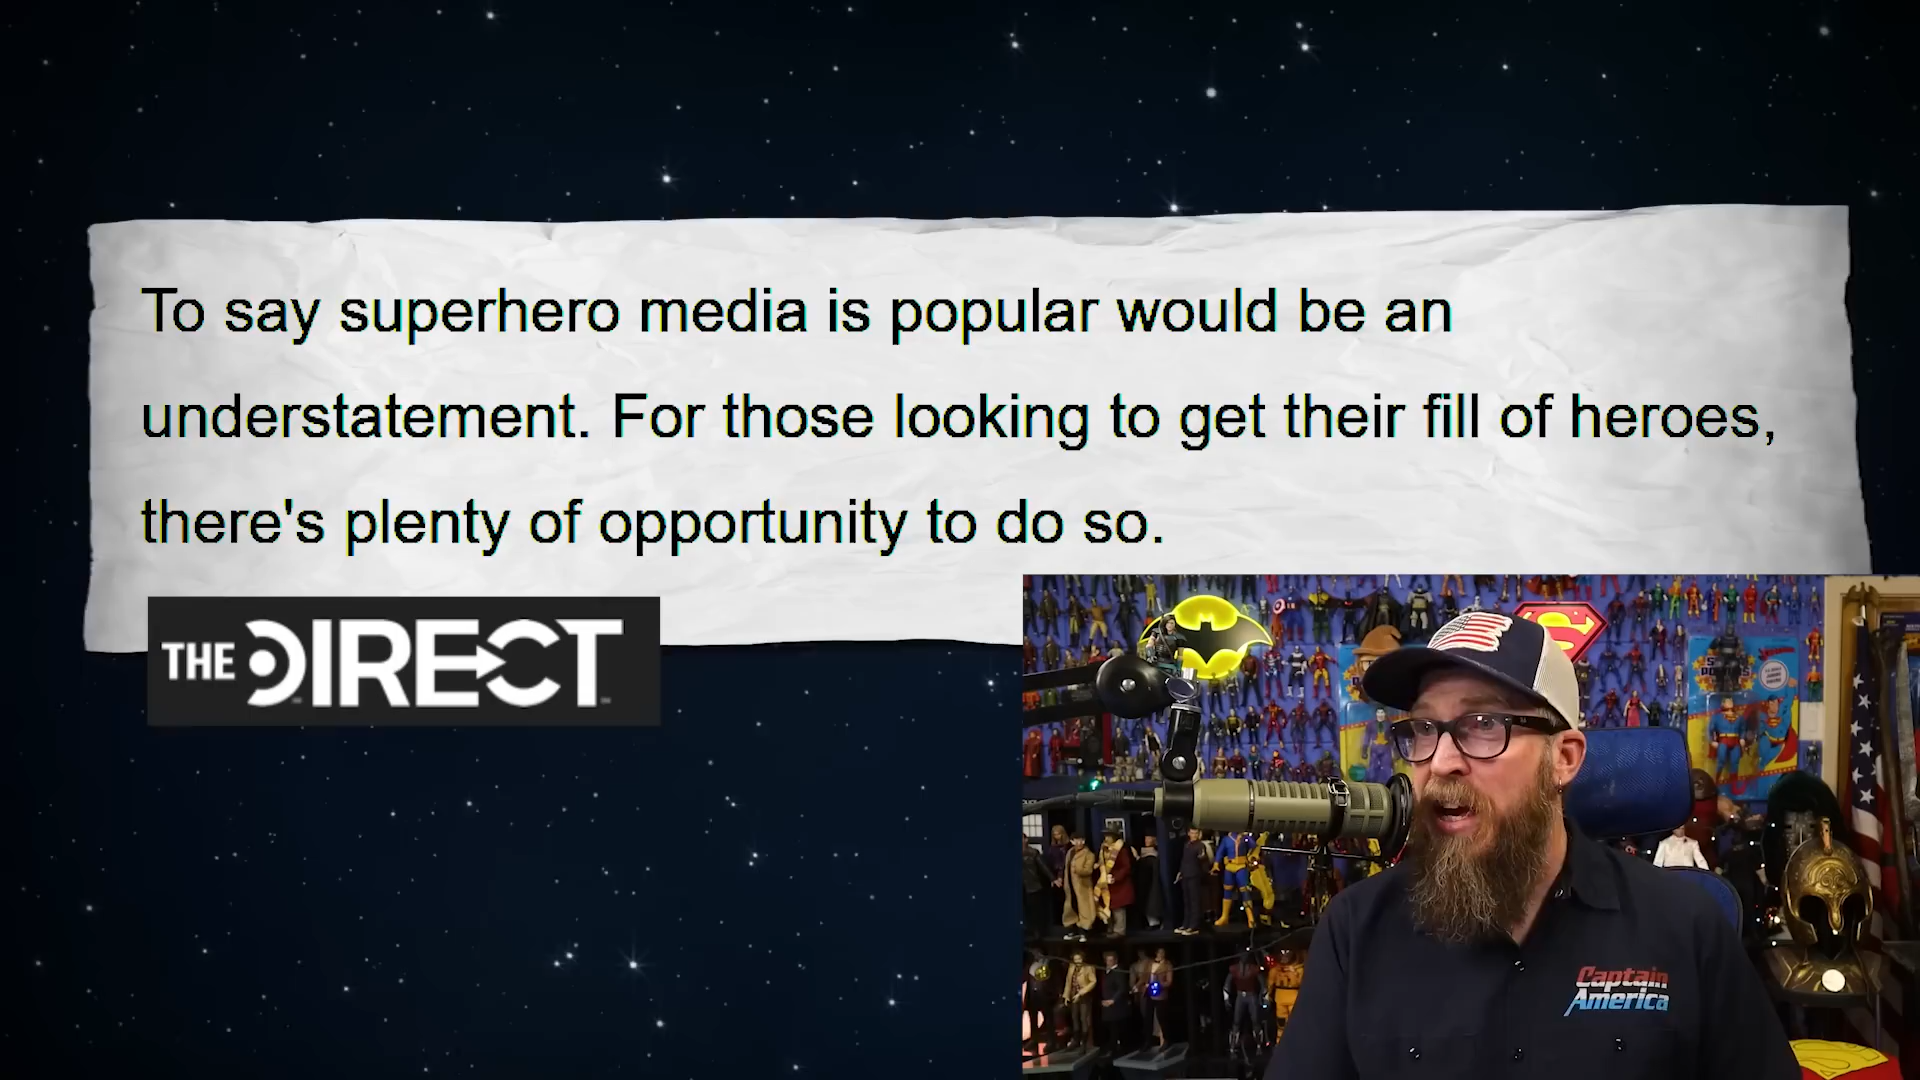 To say superhero media is popular would be an
understatement. For those looking to get their fill of heroes,
there's plenty of opportunity to do so.
THE DIRECT
Captain
America